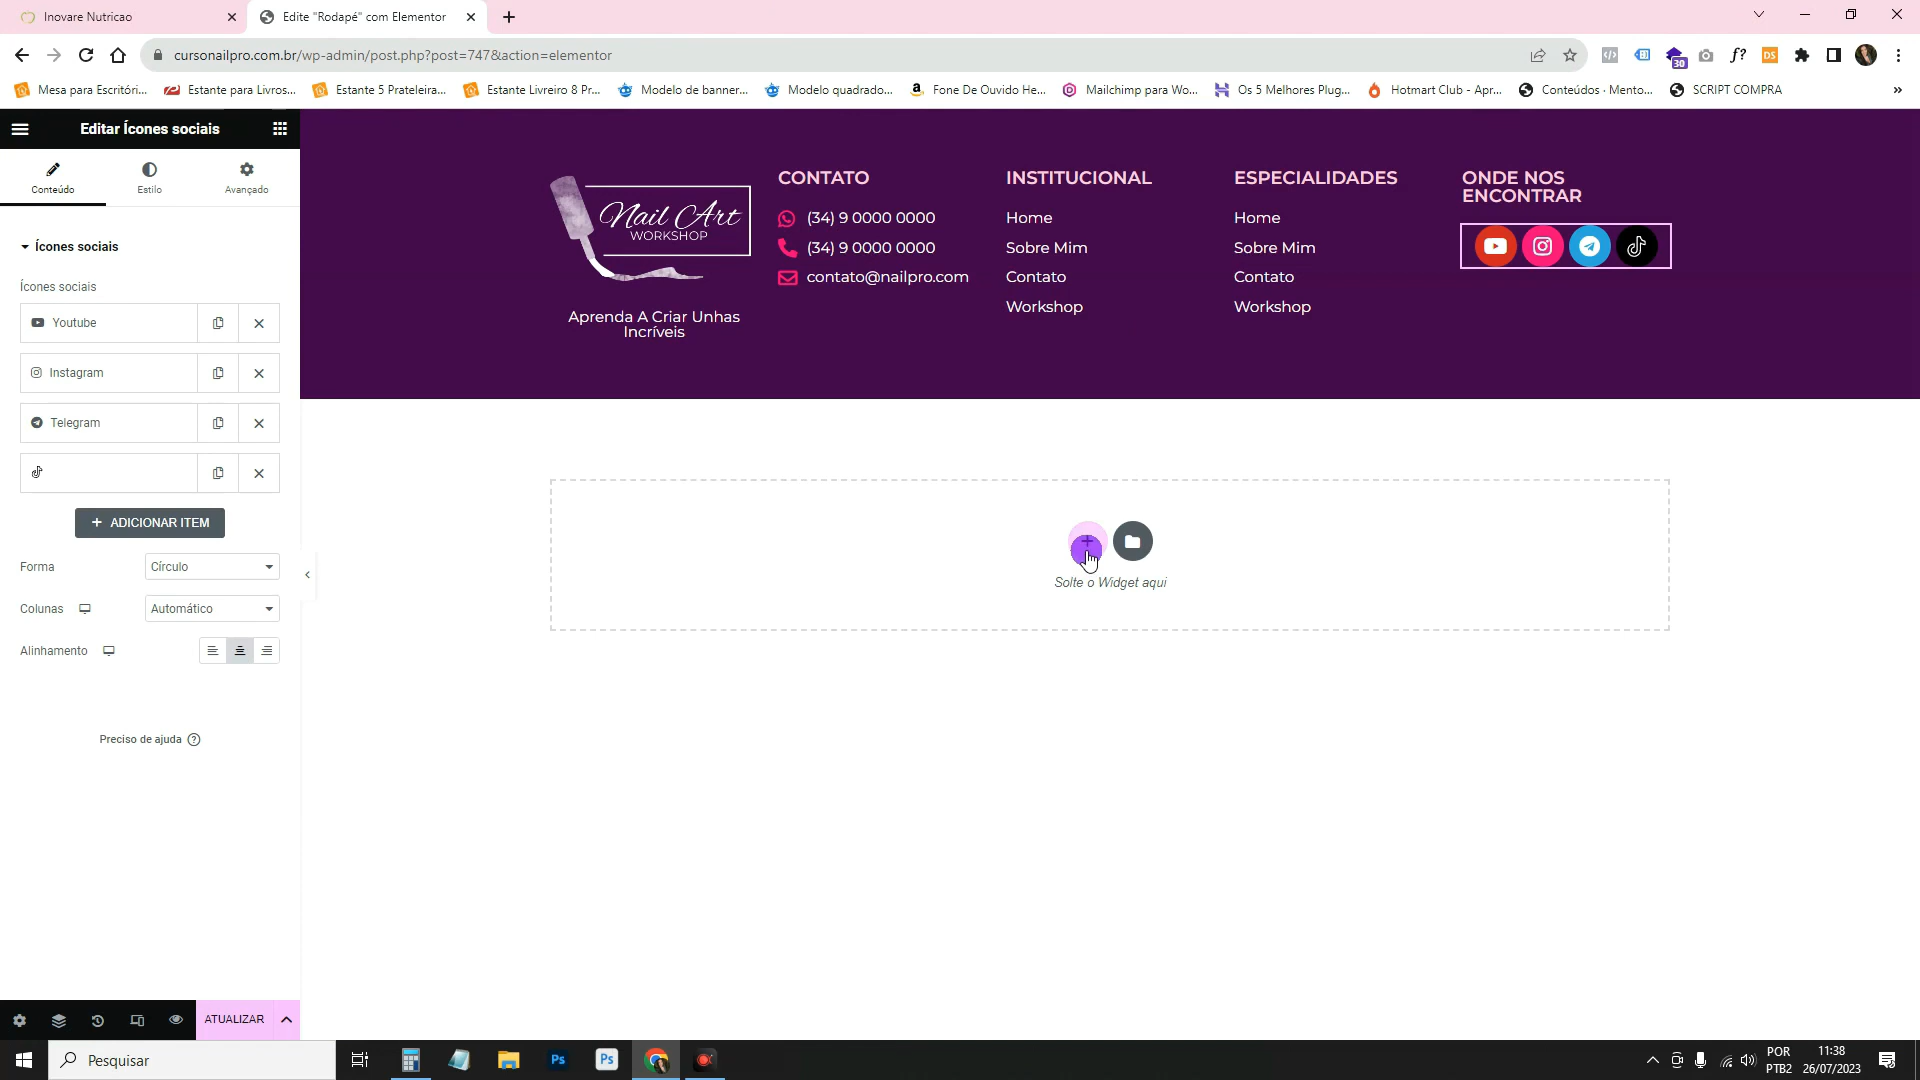 Inovare Nutricao
Edite "Rodapé" com Elementor
cursonailpro.com.br/wp-admin/post.php?post=747&action=elementor
30
f?
DS
Mesa para Escritóri...
Estante para Livros...
Estante 5 Prateleira...
Estante Livreiro 8 Pr...
Modelo de banner...
Modelo quadrado...
Fone De Ouvido He...
Mailchimp para Wo...
Os 5 Melhores Plug...
Hotmart Club - Apr...
Conteúdos · Mento...
SCRIPT COMPRA
»
Editar Ícones sociais
Conteúdo
Estilo
Avançado
Ícones sociais
Ícones sociais
Youtube
Instagram
Telegram
+ ADICIONAR ITEM
Forma
Círculo
Colunas
Automático
Alinhamento
Preciso de ajuda ?
ATUALIZAR
Nail Art
WORKSHOP
Aprenda A Criar Unhas
Incríveis
CONTATO
(34) 9 0000 0000
(34) 9 0000 0000
contato@nailpro.com
INSTITUCIONAL
Home
Sobre Mim
Contato
Workshop
ESPECIALIDADES
Home
Sobre Mim
Contato
Workshop
ONDE NOS
ENCONTRAR
Solte o Widget aqui
Pesquisar
Ps
Ps
POR
PTB2
11:38
26/07/2023